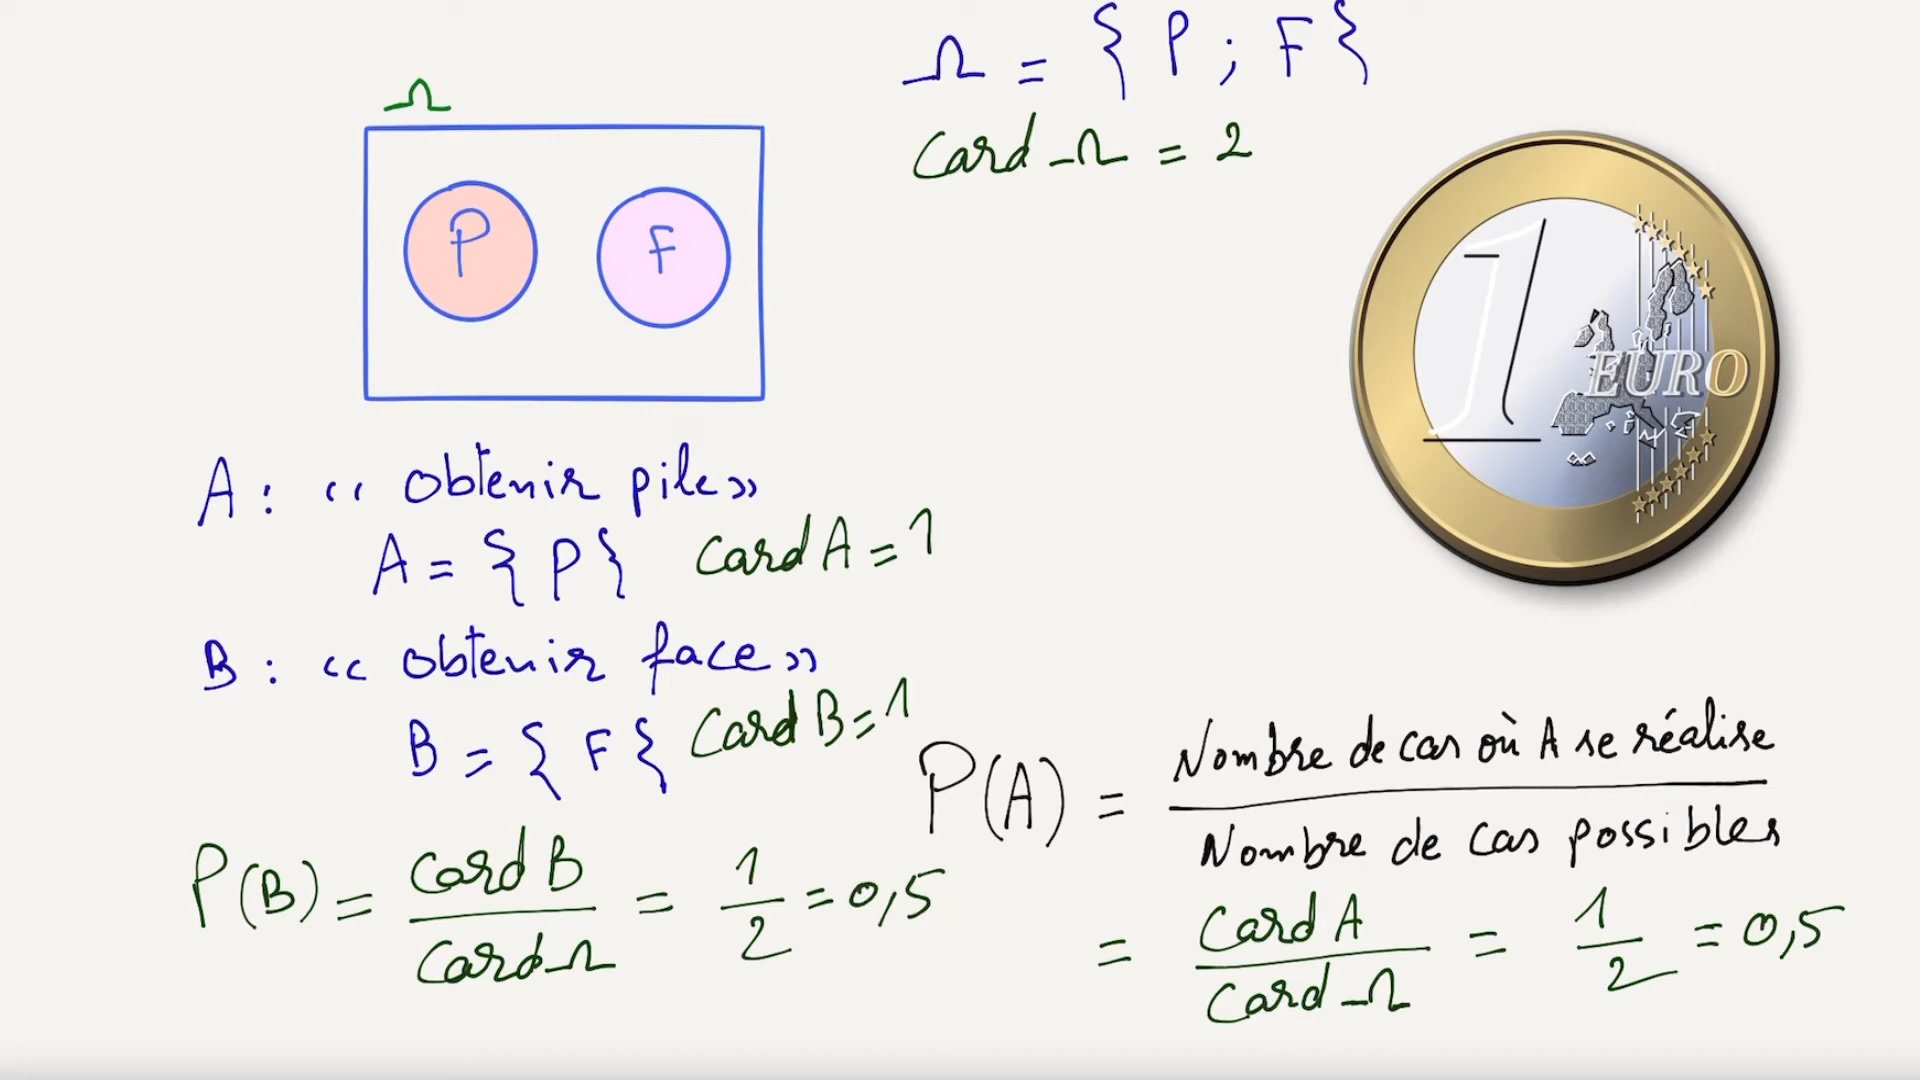 Ω = { P ; F }
Card Ω = 2
Ω
P F
1 EURO
A : « obtenir pile »
A = { P } Card A = 1
B : « obtenir face »
B = { F } Card B = 1
P(A) = Nombre de cas où A se réalise / Nombre de cas possibles
P(B) = Card B / Card Ω = 1/2 = 0,5
= Card A / Card Ω = 1/2 = 0,5